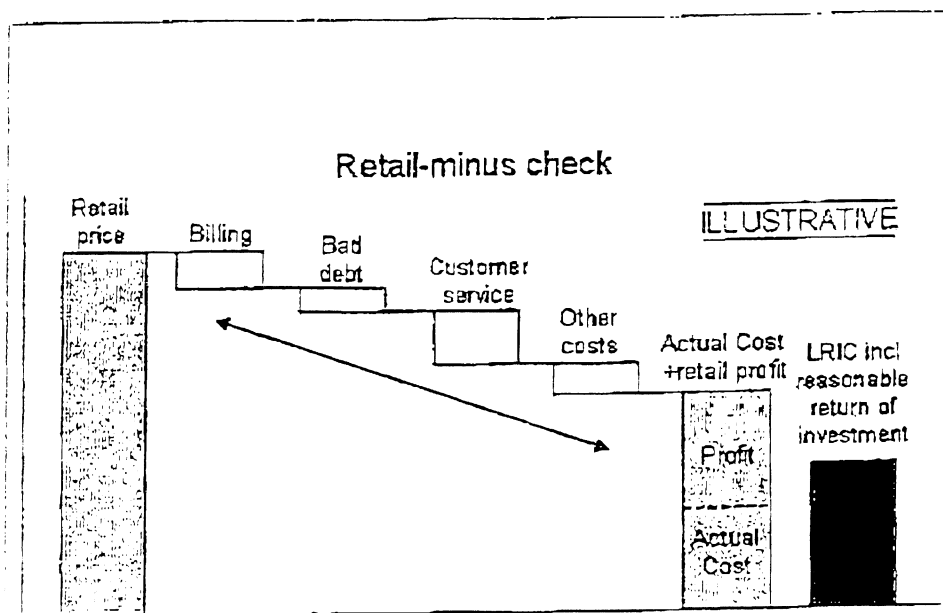 Retail-minus check
ILLUSTRATIVE
Retail
price
Billing
Bad
debt
Customer
service
Other
costs
Actual Cost
+retail profit
LRIC incl
reasonable
return of
investment
Profit
Actual
Cost